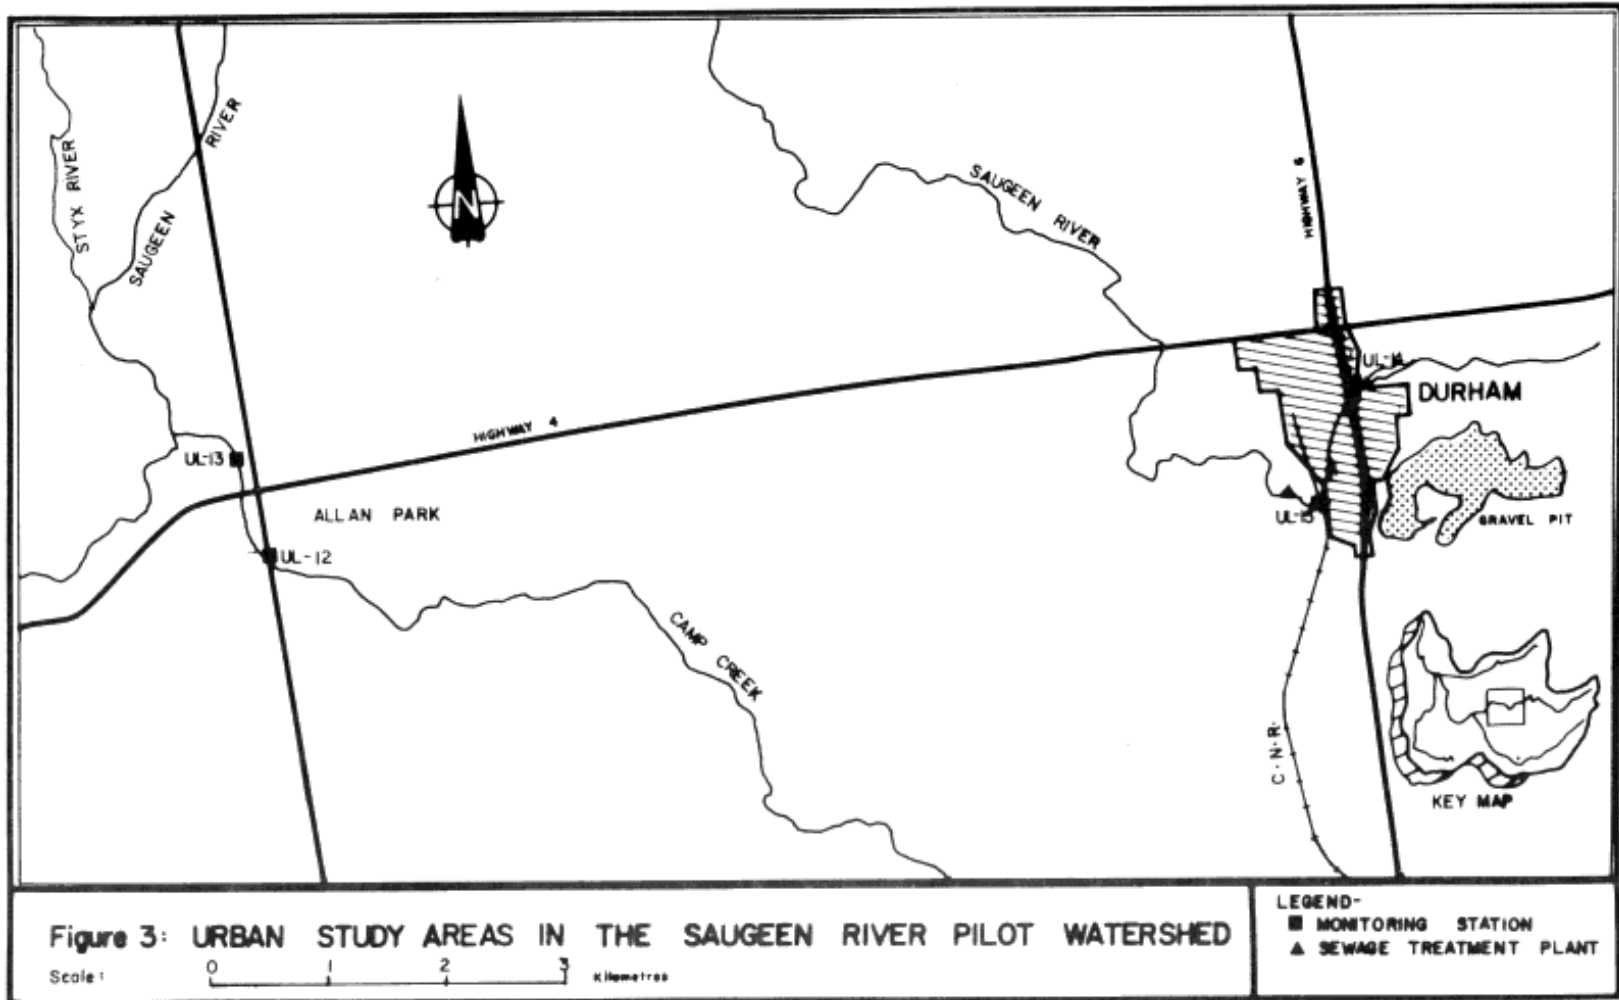 STYX RIVER
SAUGEEN RIVER
N
SAUGEEN RIVER
HIGHWAY 6
UL-14
DURHAM
HIGHWAY 4
UL-13
ALLAN PARK
UL-12
UL-15
GRAVEL PIT
CAMP CREEK
C.N.R.
KEY MAP
Figure 3: URBAN STUDY AREAS IN THE SAUGEEN RIVER PILOT WATERSHED
Scale: 0 1 2 3 Kilometres
LEGEND-
MONITORING STATION
SEWAGE TREATMENT PLANT